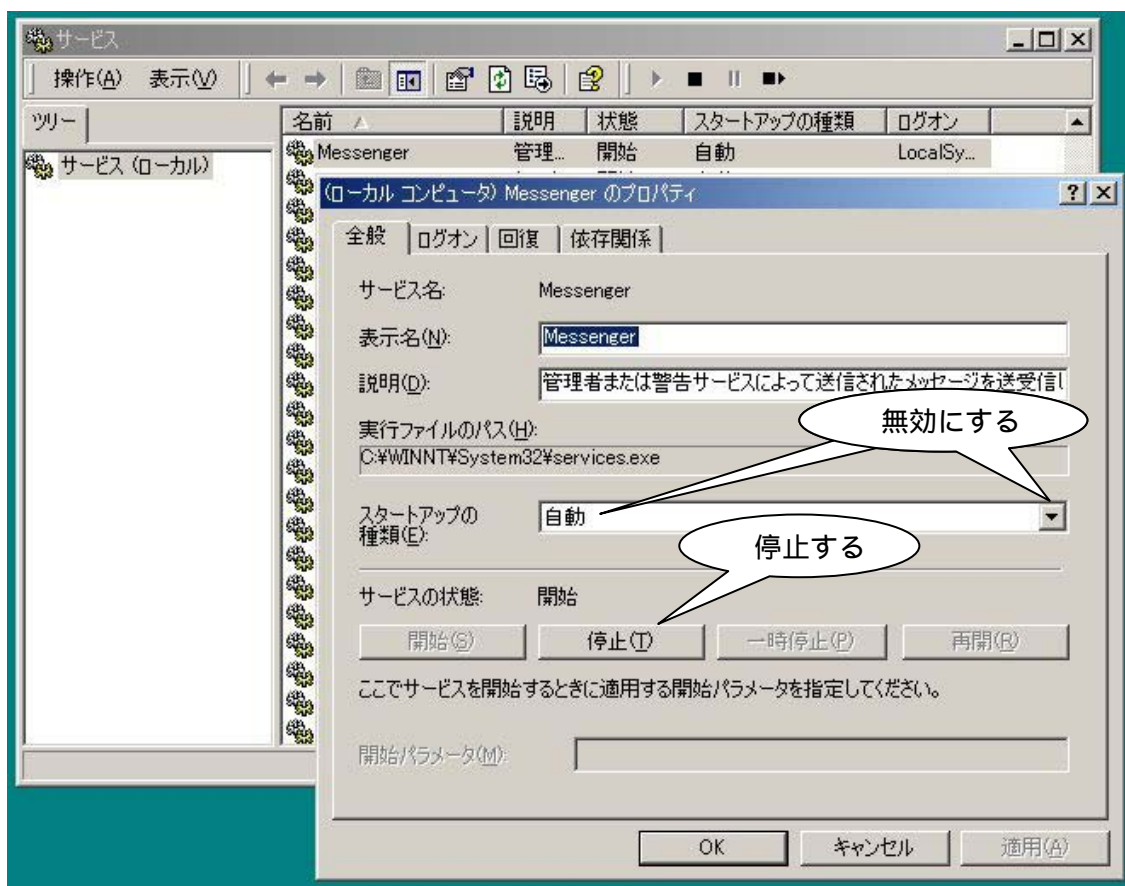 サービス
操作(A) 表示(V)
ツリー
名前 説明 状態 スタートアップの種類 ログオン
サービス (ローカル)
Messenger 管理... 開始 自動 LocalSy...
(ローカル コンピュータ) Messenger のプロパティ
全般 ログオン 回復 依存関係
サービス名: Messenger
表示名(N): Messenger
説明(D): 管理者または警告サービスによって送信されたメッセージを送受信し
無効にする
実行ファイルのパス(H):
C:¥WINNT¥System32¥services.exe
スタートアップの
種類(E): 自動
停止する
サービスの状態: 開始
開始(S) 停止(T) 一時停止(P) 再開(R)
ここでサービスを開始するときに適用する開始パラメータを指定してください。
開始パラメータ(M):
OK キャンセル 適用(A)